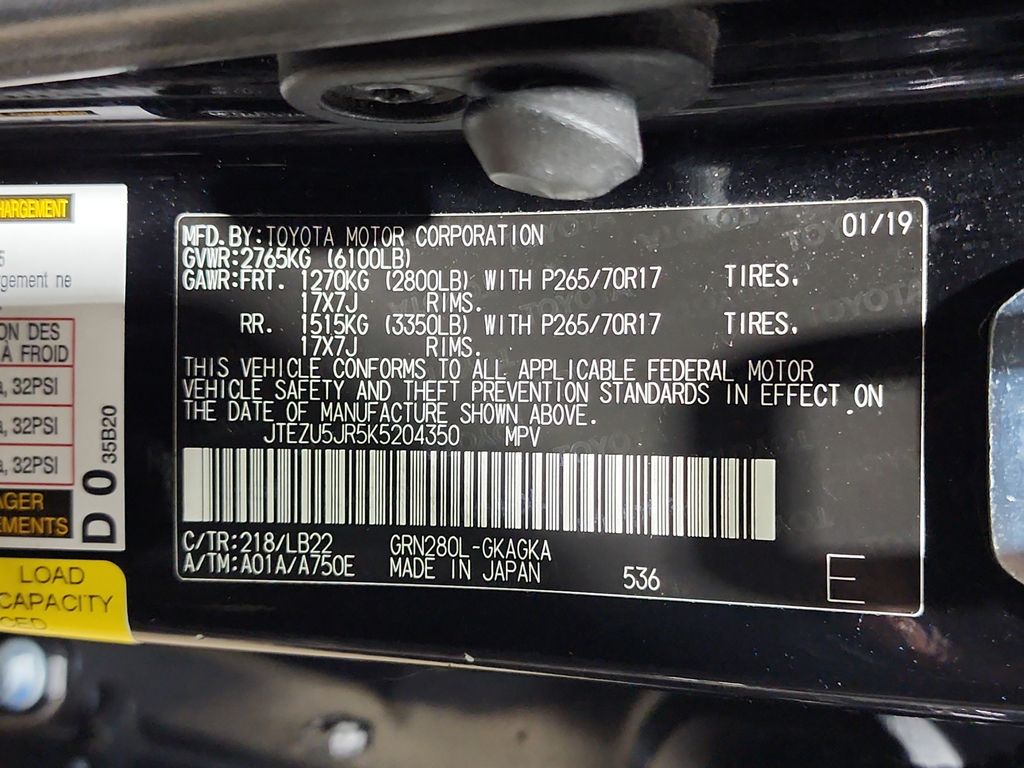 HARGEMENT
5
rgement ne
ON DES
À FROID
a, 32PSI
a, 32PSI
a, 32PSI
AGER
EMENTS
D 0 35B20
LOAD
CAPACITY
CED
MFD.BY:TOYOTA MOTOR CORPORATION 01/19
GVWR:2765KG (6100LB)
GAWR:FRT. 1270KG (2800LB) WITH P265/70R17 TIRES.
17X7J RIMS.
RR. 1515KG (3350LB) WITH P265/70R17 TIRES.
17X7J RIMS.
THIS VEHICLE CONFORMS TO ALL APPLICABLE FEDERAL MOTOR
VEHICLE SAFETY AND THEFT PREVENTION STANDARDS IN EFFECT ON
THE DATE OF MANUFACTURE SHOWN ABOVE.
JTEZU5JR5K5204350 MPV
C/TR:218/LB22 GRN280L-GKAGKA
A/TM:A01A/A750E MADE IN JAPAN 536 E